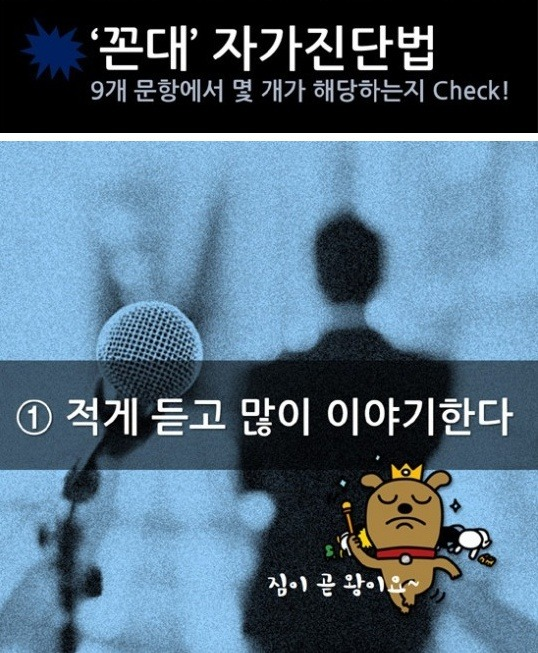 ‘꼰대’ 자가진단법
9개 문항에서 몇 개가 해당하는지 Check!
① 적게 듣고 많이 이야기한다
짐이 곧 왕이요~